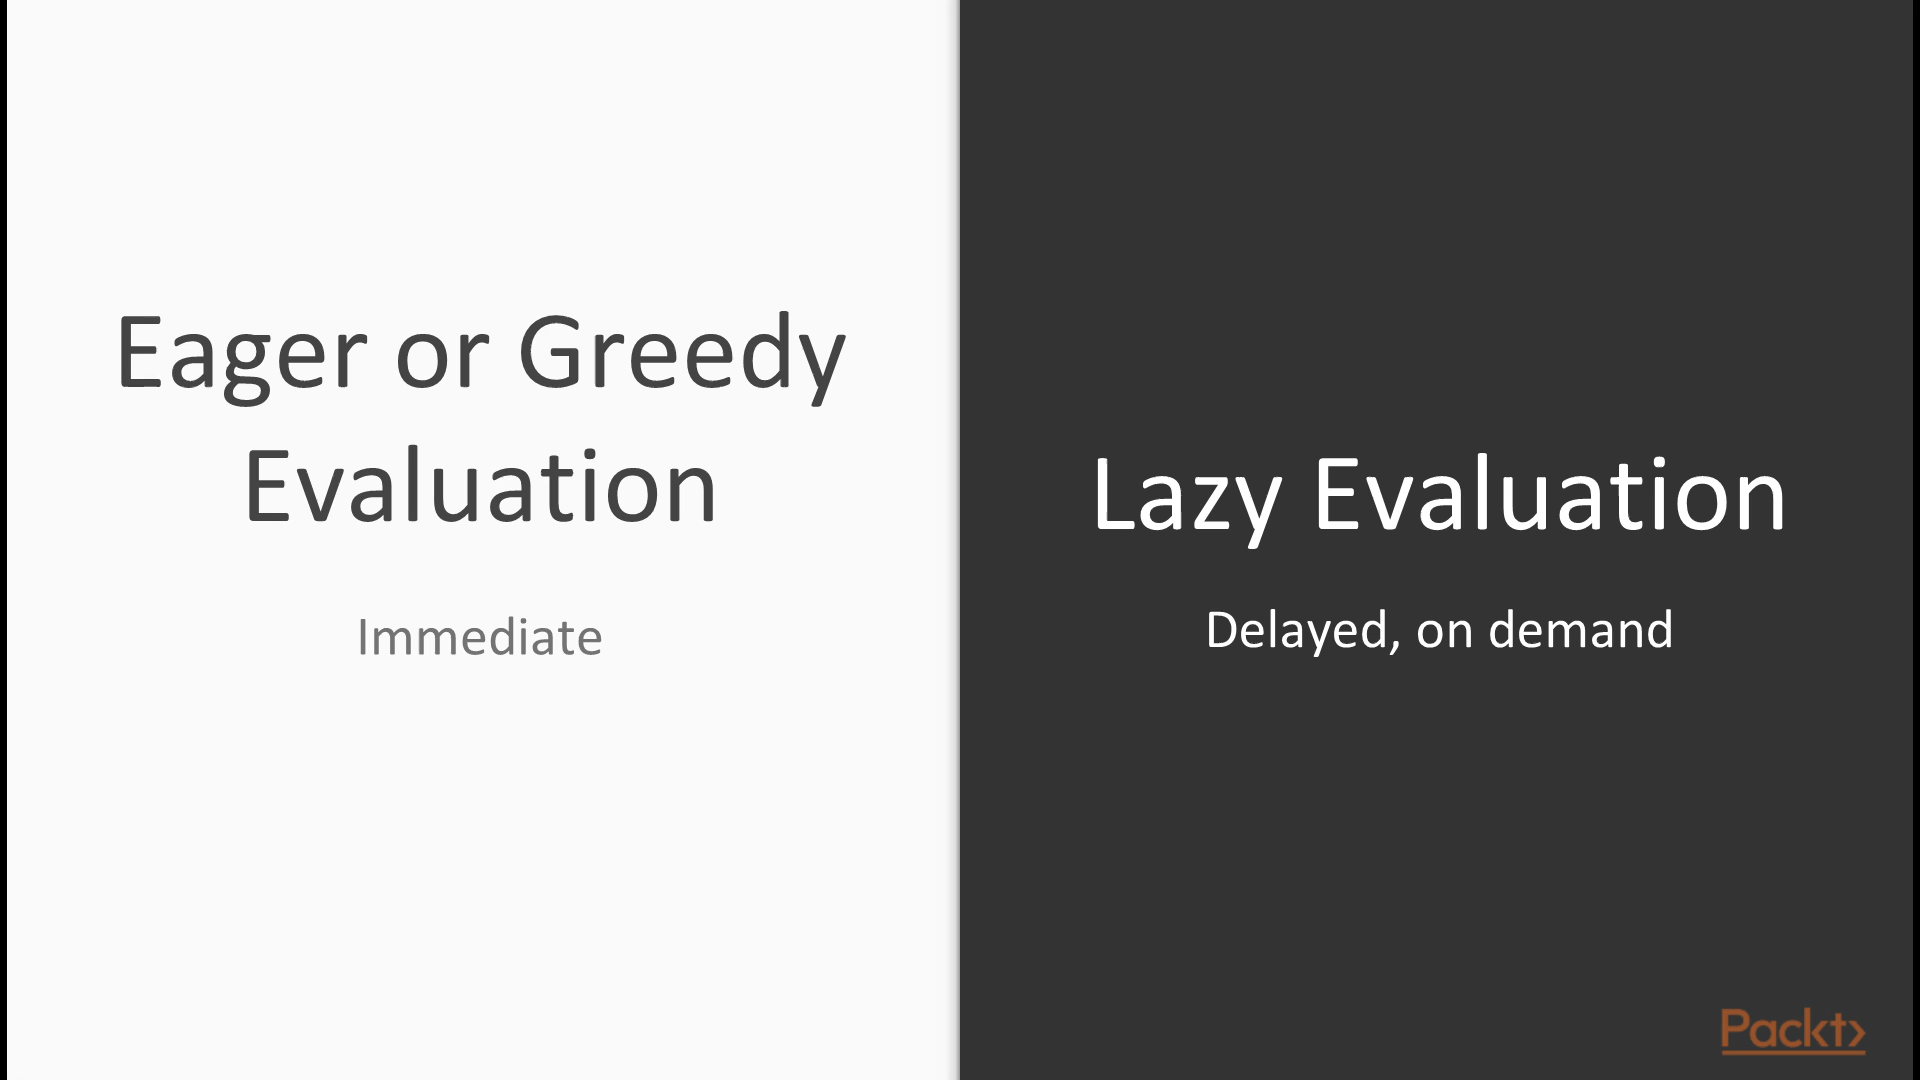 Eager or Greedy
Evaluation
Immediate
Lazy Evaluation
Delayed, on demand
Packt>